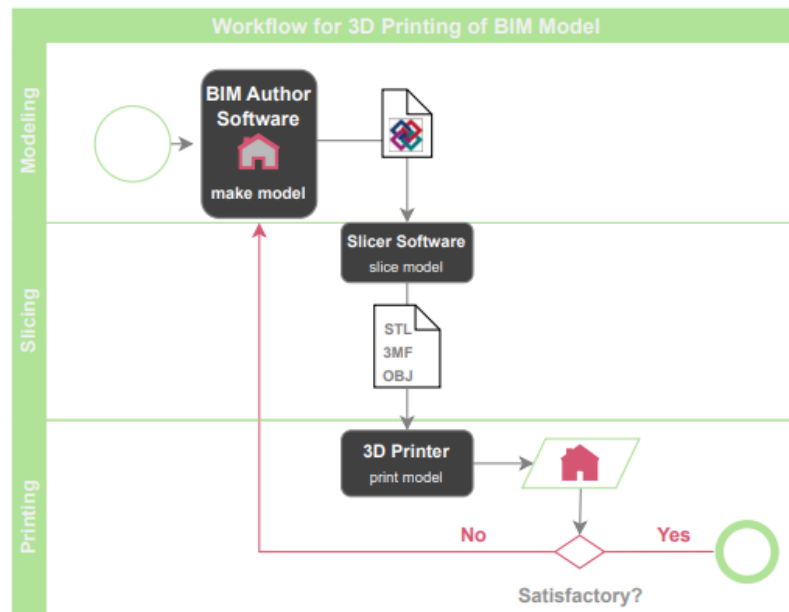 Workflow for 3D Printing of BIM Model
Modeling
BIM Author
Software
make model
Slicing
Slicer Software
slice model
STL
3MF
OBJ
Printing
3D Printer
print model
No
Yes
Satisfactory?